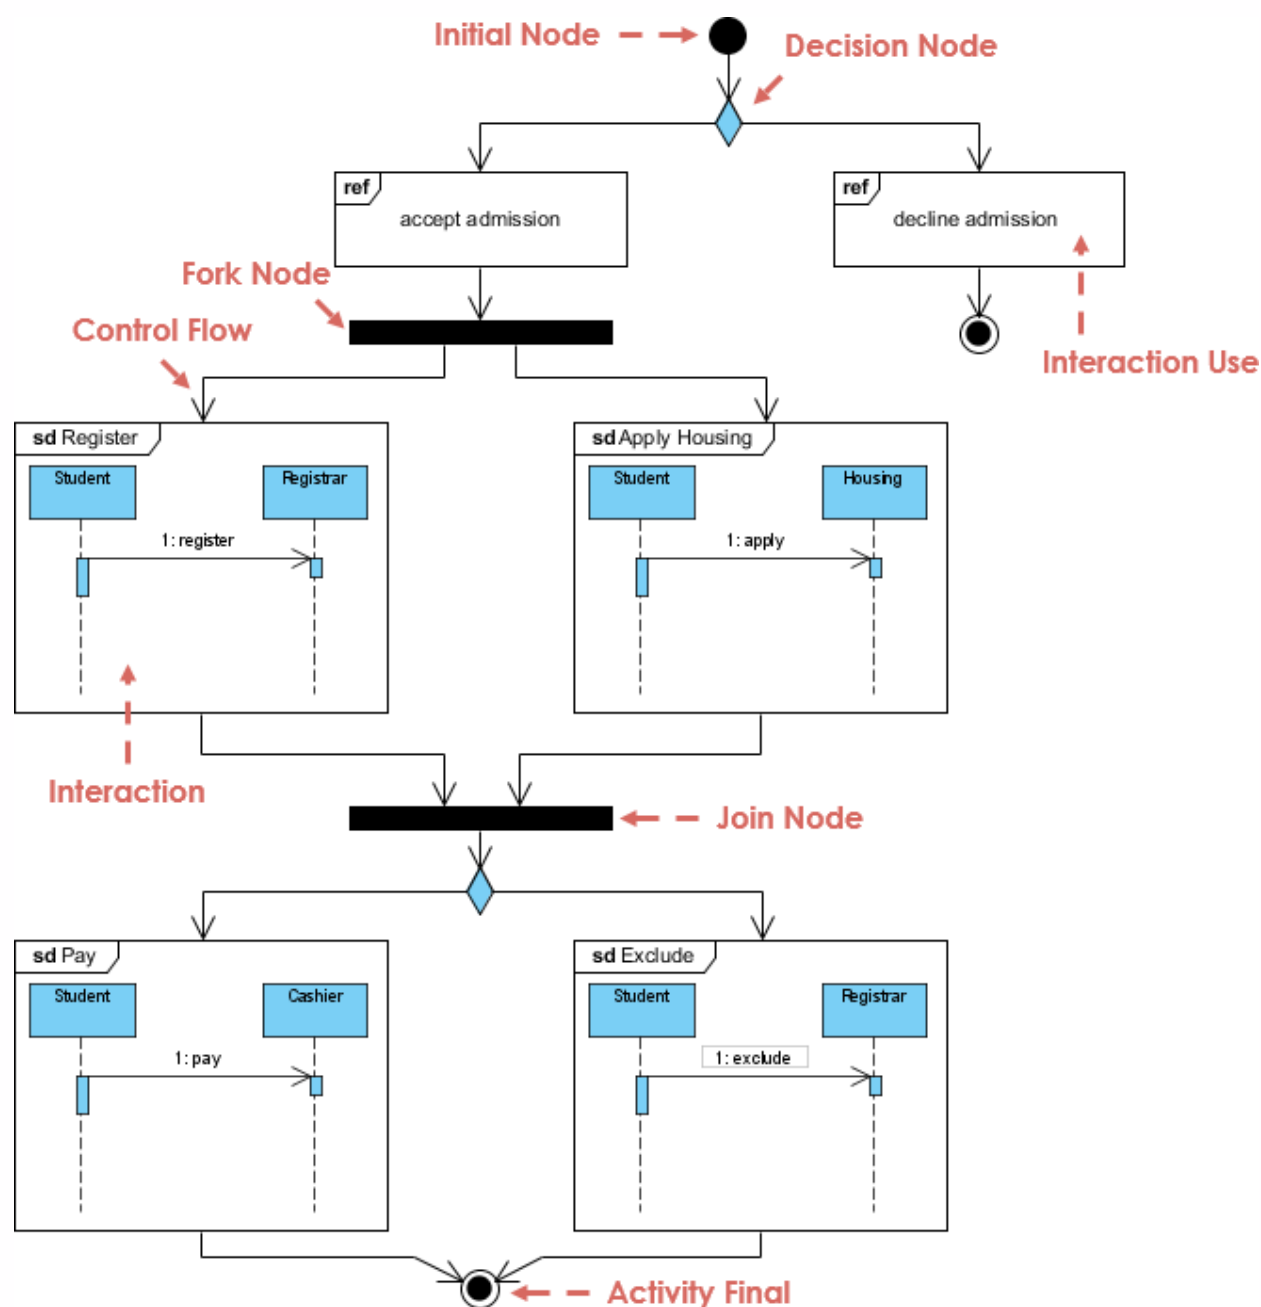 Initial Node
Decision Node
ref
accept admission
ref
decline admission
Fork Node
Control Flow
Interaction Use
sd Register
Student
Registrar
1: register
sd Apply Housing
Student
Housing
1: apply
Interaction
Join Node
sd Pay
Student
Cashier
1: pay
sd Exclude
Student
Registrar
1: exclude
Activity Final